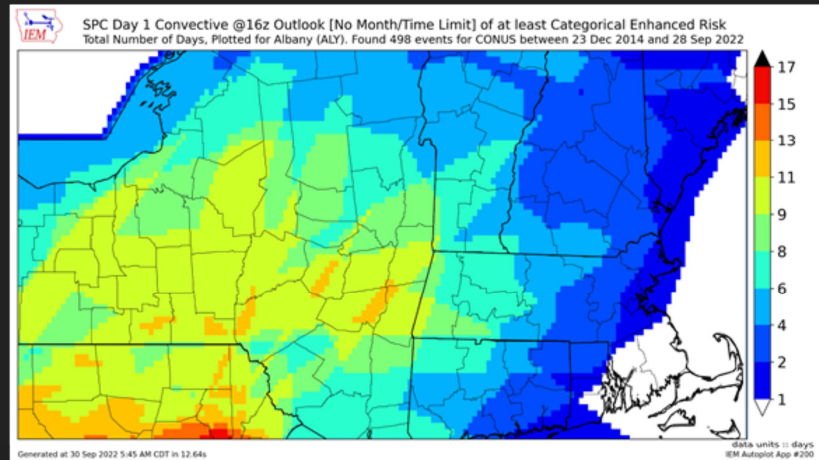 IEM
SPC Day 1 Convective @16z Outlook [No Month/Time Limit] of at least Categorical Enhanced Risk
Total Number of Days, Plotted for Albany (ALY). Found 498 events for CONUS between 23 Dec 2014 and 28 Sep 2022
17
15
13
11
9
8
6
4
2
1
data units :: days
Generated at 30 Sep 2022 5:45 AM CDT in 12.64s
IEM Autoplot App #200